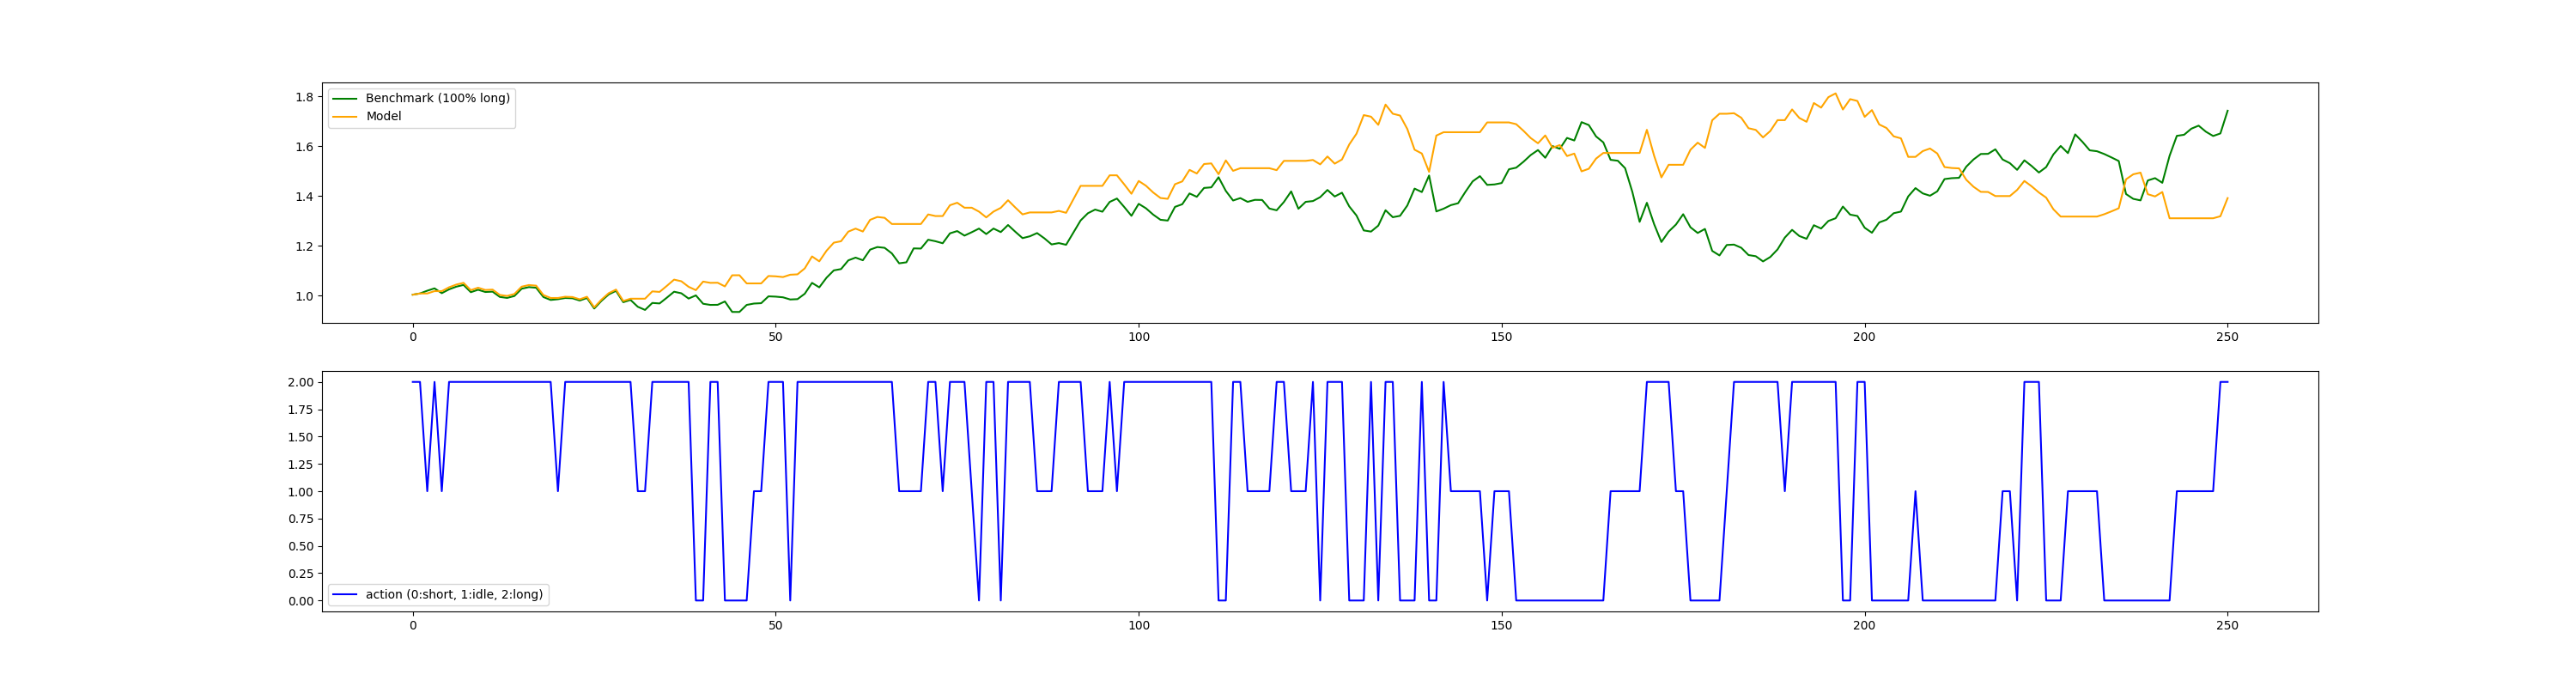 1.8
1.6
1.4
1.2
1.0
Benchmark (100% long)
Model
0 50 100 150 200 250
2.00
1.75
1.50
1.25
1.00
0.75
0.50
0.25
0.00
action (0:short, 1:idle, 2:long)
0 50 100 150 200 250